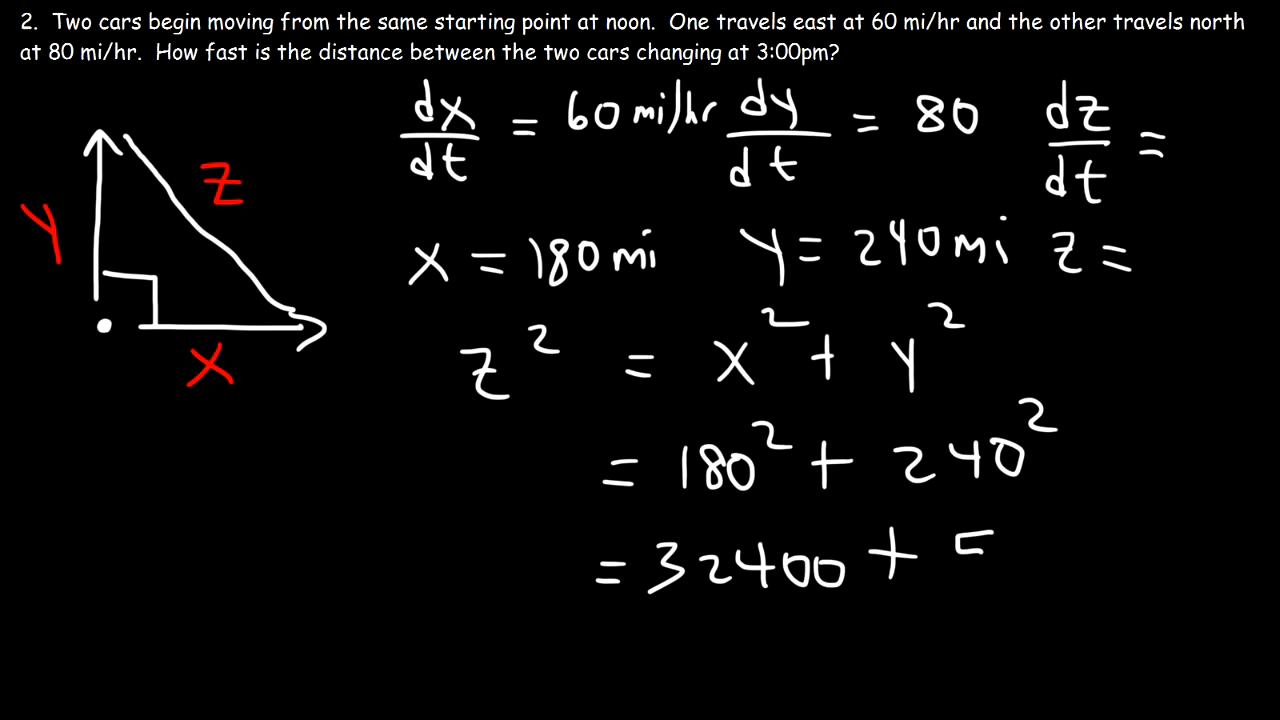 2. Two cars begin moving from the same starting point at noon. One travels east at 60 mi/hr and the other travels north
at 80 mi/hr. How fast is the distance between the two cars changing at 3:00pm?
dx/dt = 60 mi/hr dy/dt = 80 dz/dt =
x = 180 mi y = 240 mi z =
z² = x² + y²
= 180² + 240²
= 32400 + 5
y
z
x